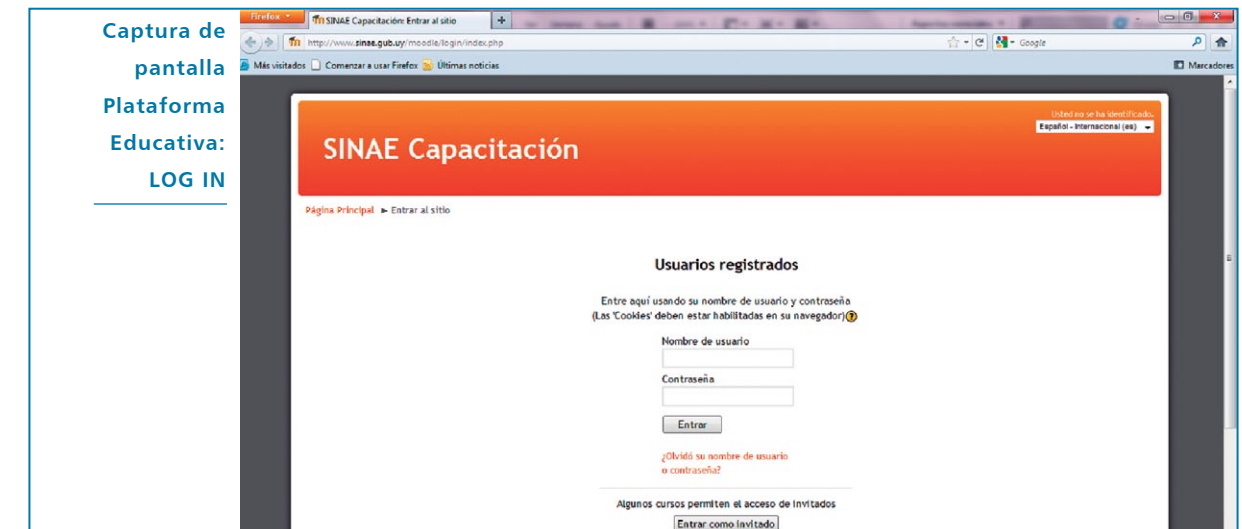 Captura de
pantalla
Plataforma
Educativa:
LOG IN
Firefox
SINAE Capacitación: Entrar al sitio
http://www.sinae.gub.uy/moodle/login/index.php
Google
Más visitados Comenzar a usar Firefox Últimas noticias
Marcadores
Usted no se ha identificado.
Español - Internacional (es)
SINAE Capacitación
Página Principal ► Entrar al sitio
Usuarios registrados
Entre aquí usando su nombre de usuario y contraseña
(Las 'Cookies' deben estar habilitadas en su navegador)
Nombre de usuario
Contraseña
Entrar
¿Olvidó su nombre de usuario
o contraseña?
Algunos cursos permiten el acceso de invitados
Entrar como invitado